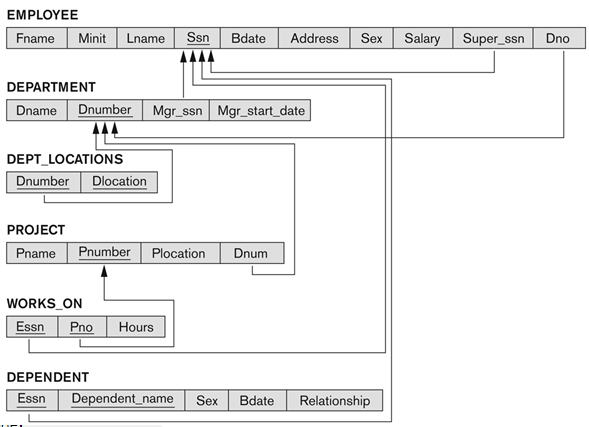 EMPLOYEE
Fname Minit Lname Ssn Bdate Address Sex Salary Super_ssn Dno
DEPARTMENT
Dname Dnumber Mgr_ssn Mgr_start_date
DEPT_LOCATIONS
Dnumber Dlocation
PROJECT
Pname Pnumber Plocation Dnum
WORKS_ON
Essn Pno Hours
DEPENDENT
Essn Dependent_name Sex Bdate Relationship